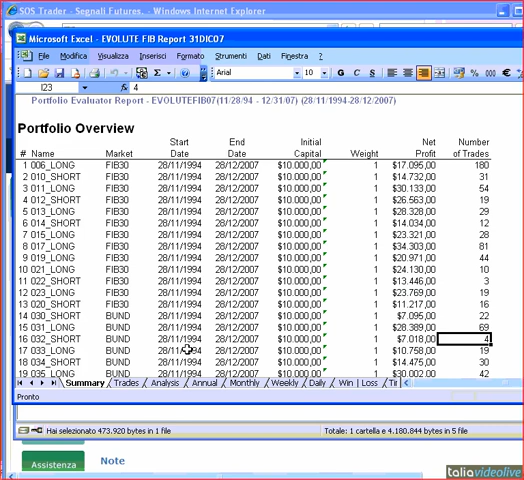 SOS Trader - Segnali Futures. - Windows Internet Explorer
Microsoft Excel - EVOLUTE FIB Report 31DIC07
File Modifica Visualizza Inserisci Formato Strumenti Dati Finestra ?
Arial 10 G C S
I23 4
Portfolio Evaluator Report - EVOLUTEFIB07(11/28/94 - 12/31/07) (28/11/1994-28/12/2007)
Portfolio Overview
Start End Initial Net Number
# Name Market Date Date Capital Weight Profit of Trades
1 006_LONG FIB30 28/11/1994 28/12/2007 $10.000,00 1 $17.095,00 180
2 010_SHORT FIB30 28/11/1994 28/12/2007 $10.000,00 1 $14.732,00 31
3 011_LONG FIB30 28/11/1994 28/12/2007 $10.000,00 1 $30.133,00 54
4 012_SHORT FIB30 28/11/1994 28/12/2007 $10.000,00 1 $26.563,00 19
5 013_LONG FIB30 28/11/1994 28/12/2007 $10.000,00 1 $28.328,00 29
6 014_SHORT FIB30 28/11/1994 28/12/2007 $10.000,00 1 $14.034,00 12
7 015_LONG FIB30 28/11/1994 28/12/2007 $10.000,00 1 $23.321,00 28
8 017_LONG FIB30 28/11/1994 28/12/2007 $10.000,00 1 $34.303,00 81
9 019_LONG FIB30 28/11/1994 28/12/2007 $10.000,00 1 $20.971,00 44
10 021_LONG FIB30 28/11/1994 28/12/2007 $10.000,00 1 $24.130,00 10
11 022_SHORT FIB30 28/11/1994 28/12/2007 $10.000,00 1 $13.446,00 3
12 023_LONG FIB30 28/11/1994 28/12/2007 $10.000,00 1 $23.769,00 19
13 020_SHORT FIB30 28/11/1994 28/12/2007 $10.000,00 1 $11.217,00 16
14 030_SHORT BUND 28/11/1994 28/12/2007 $10.000,00 1 $7.095,00 22
15 031_LONG BUND 28/11/1994 28/12/2007 $10.000,00 1 $28.389,00 69
16 032_SHORT BUND 28/11/1994 28/12/2007 $10.000,00 1 $7.018,00 4
17 033_LONG BUND 28/11/1994 28/12/2007 $10.000,00 1 $10.758,00 19
18 034_SHORT BUND 28/11/1994 28/12/2007 $10.000,00 1 $14.475,00 30
19 035_LONG BUND 28/11/1994 28/12/2007 $10.000,00 1 $30.002,00 42
Summary Trades Analysis Annual Monthly Weekly Daily Win | Loss
Pronto
Hai selezionato 473.920 bytes in 1 file Totale: 1 cartella e 4.180.844 bytes in 5 file
Assistenza Note
taliavideolive